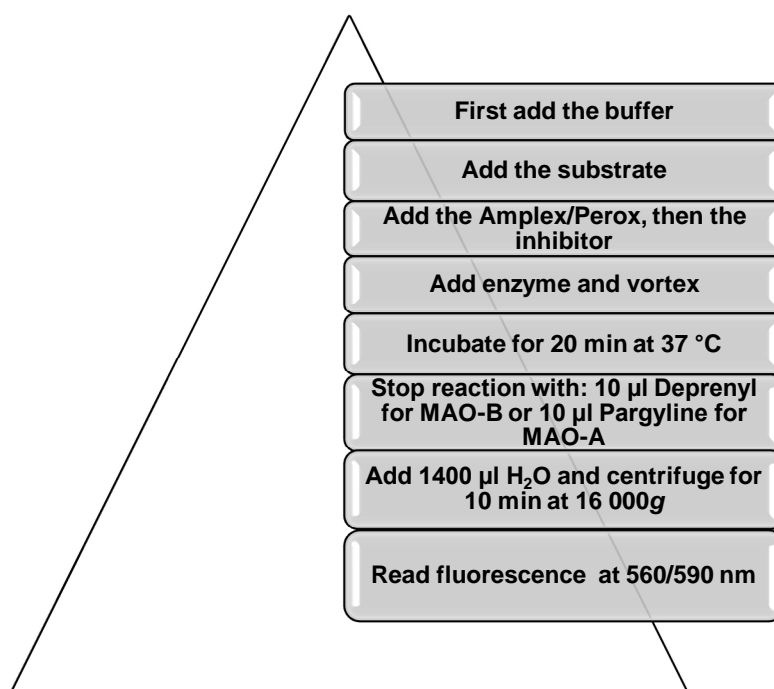 First add the buffer
Add the substrate
Add the Amplex/Perox, then the
inhibitor
Add enzyme and vortex
Incubate for 20 min at 37 °C
Stop reaction with: 10 µl Deprenyl
for MAO-B or 10 µl Pargyline for
MAO-A
Add 1400 µl H₂O and centrifuge for
10 min at 16 000g
Read fluorescence at 560/590 nm